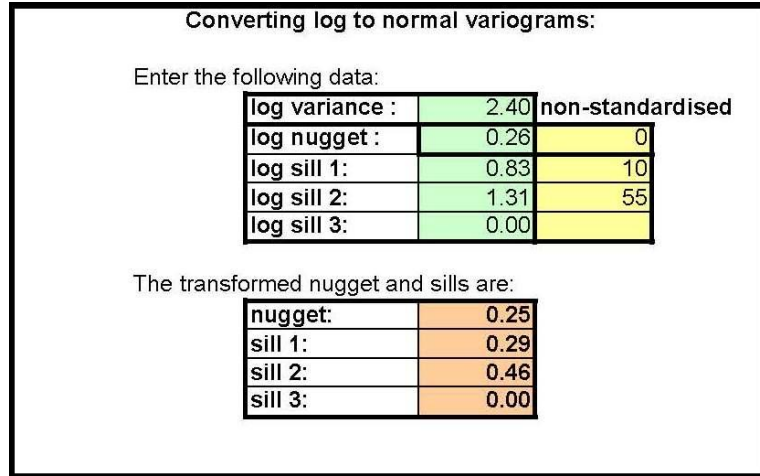 Converting log to normal variograms:
Enter the following data:
log variance : 2.40 non-standardised
log nugget : 0.26 0
log sill 1: 0.83 10
log sill 2: 1.31 55
log sill 3: 0.00
The transformed nugget and sills are:
nugget: 0.25
sill 1: 0.29
sill 2: 0.46
sill 3: 0.00